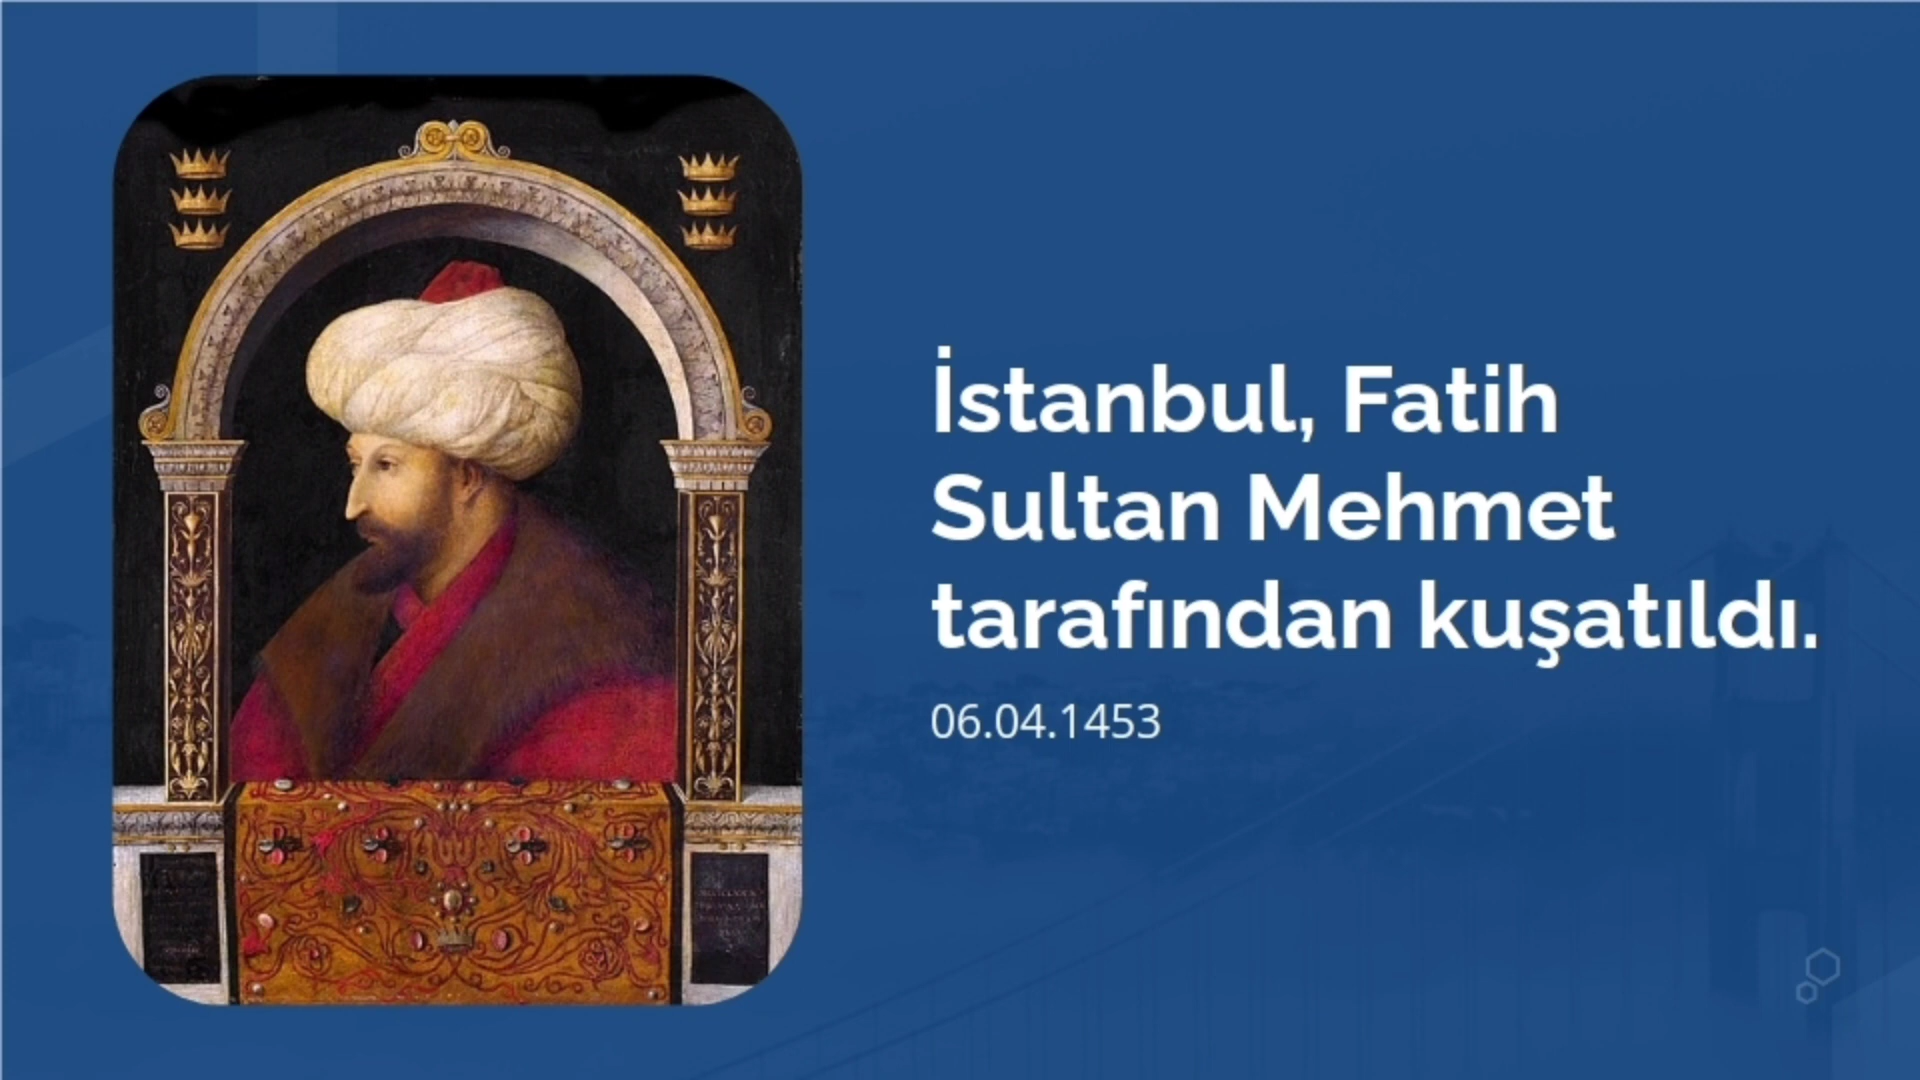 İstanbul, Fatih
Sultan Mehmet
tarafından kuşatıldı.
06.04.1453